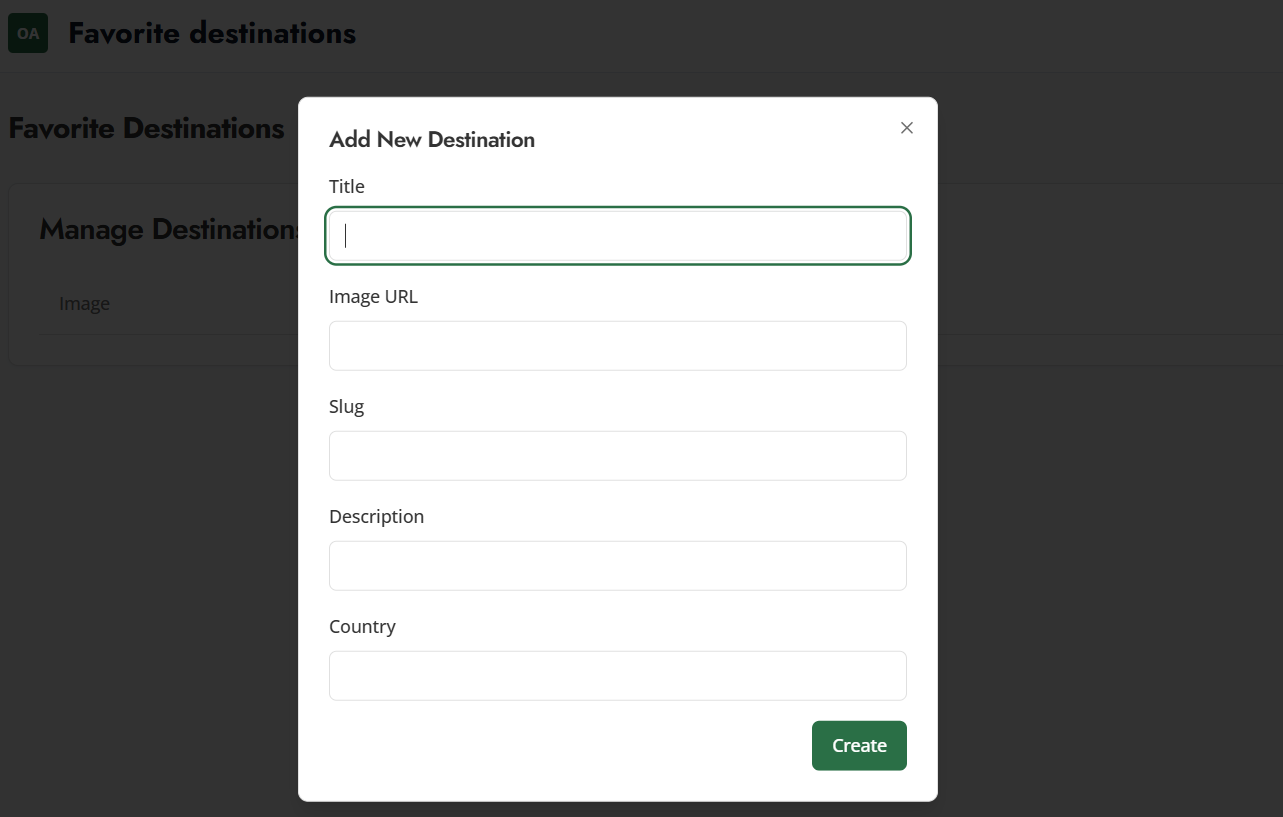 OA
Favorite destinations
Favorite Destinations
Manage Destinations
Image
Add New Destination
Title
Image URL
Slug
Description
Country
Create